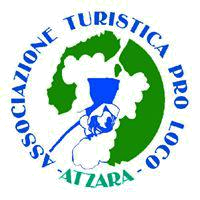 ASSOCIAZIONE TURISTICA PRO LOCO
- ATZARA -